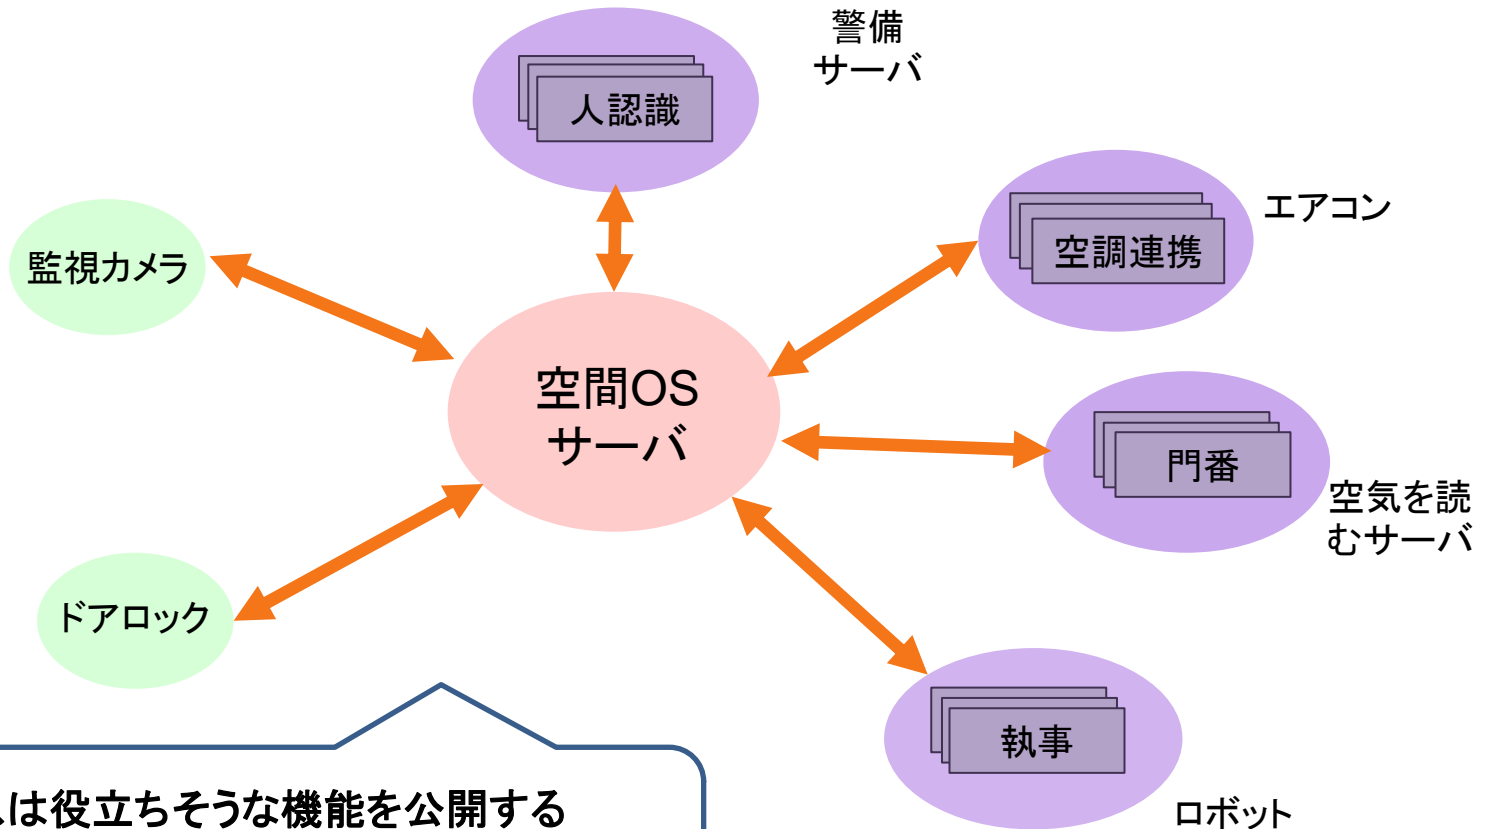 警備
サーバ
人認識
エアコン
空調連携
監視カメラ
空間OS
サーバ
門番
空気を読
むサーバ
ドアロック
執事
は役立ちそうな機能を公開する
ロボット